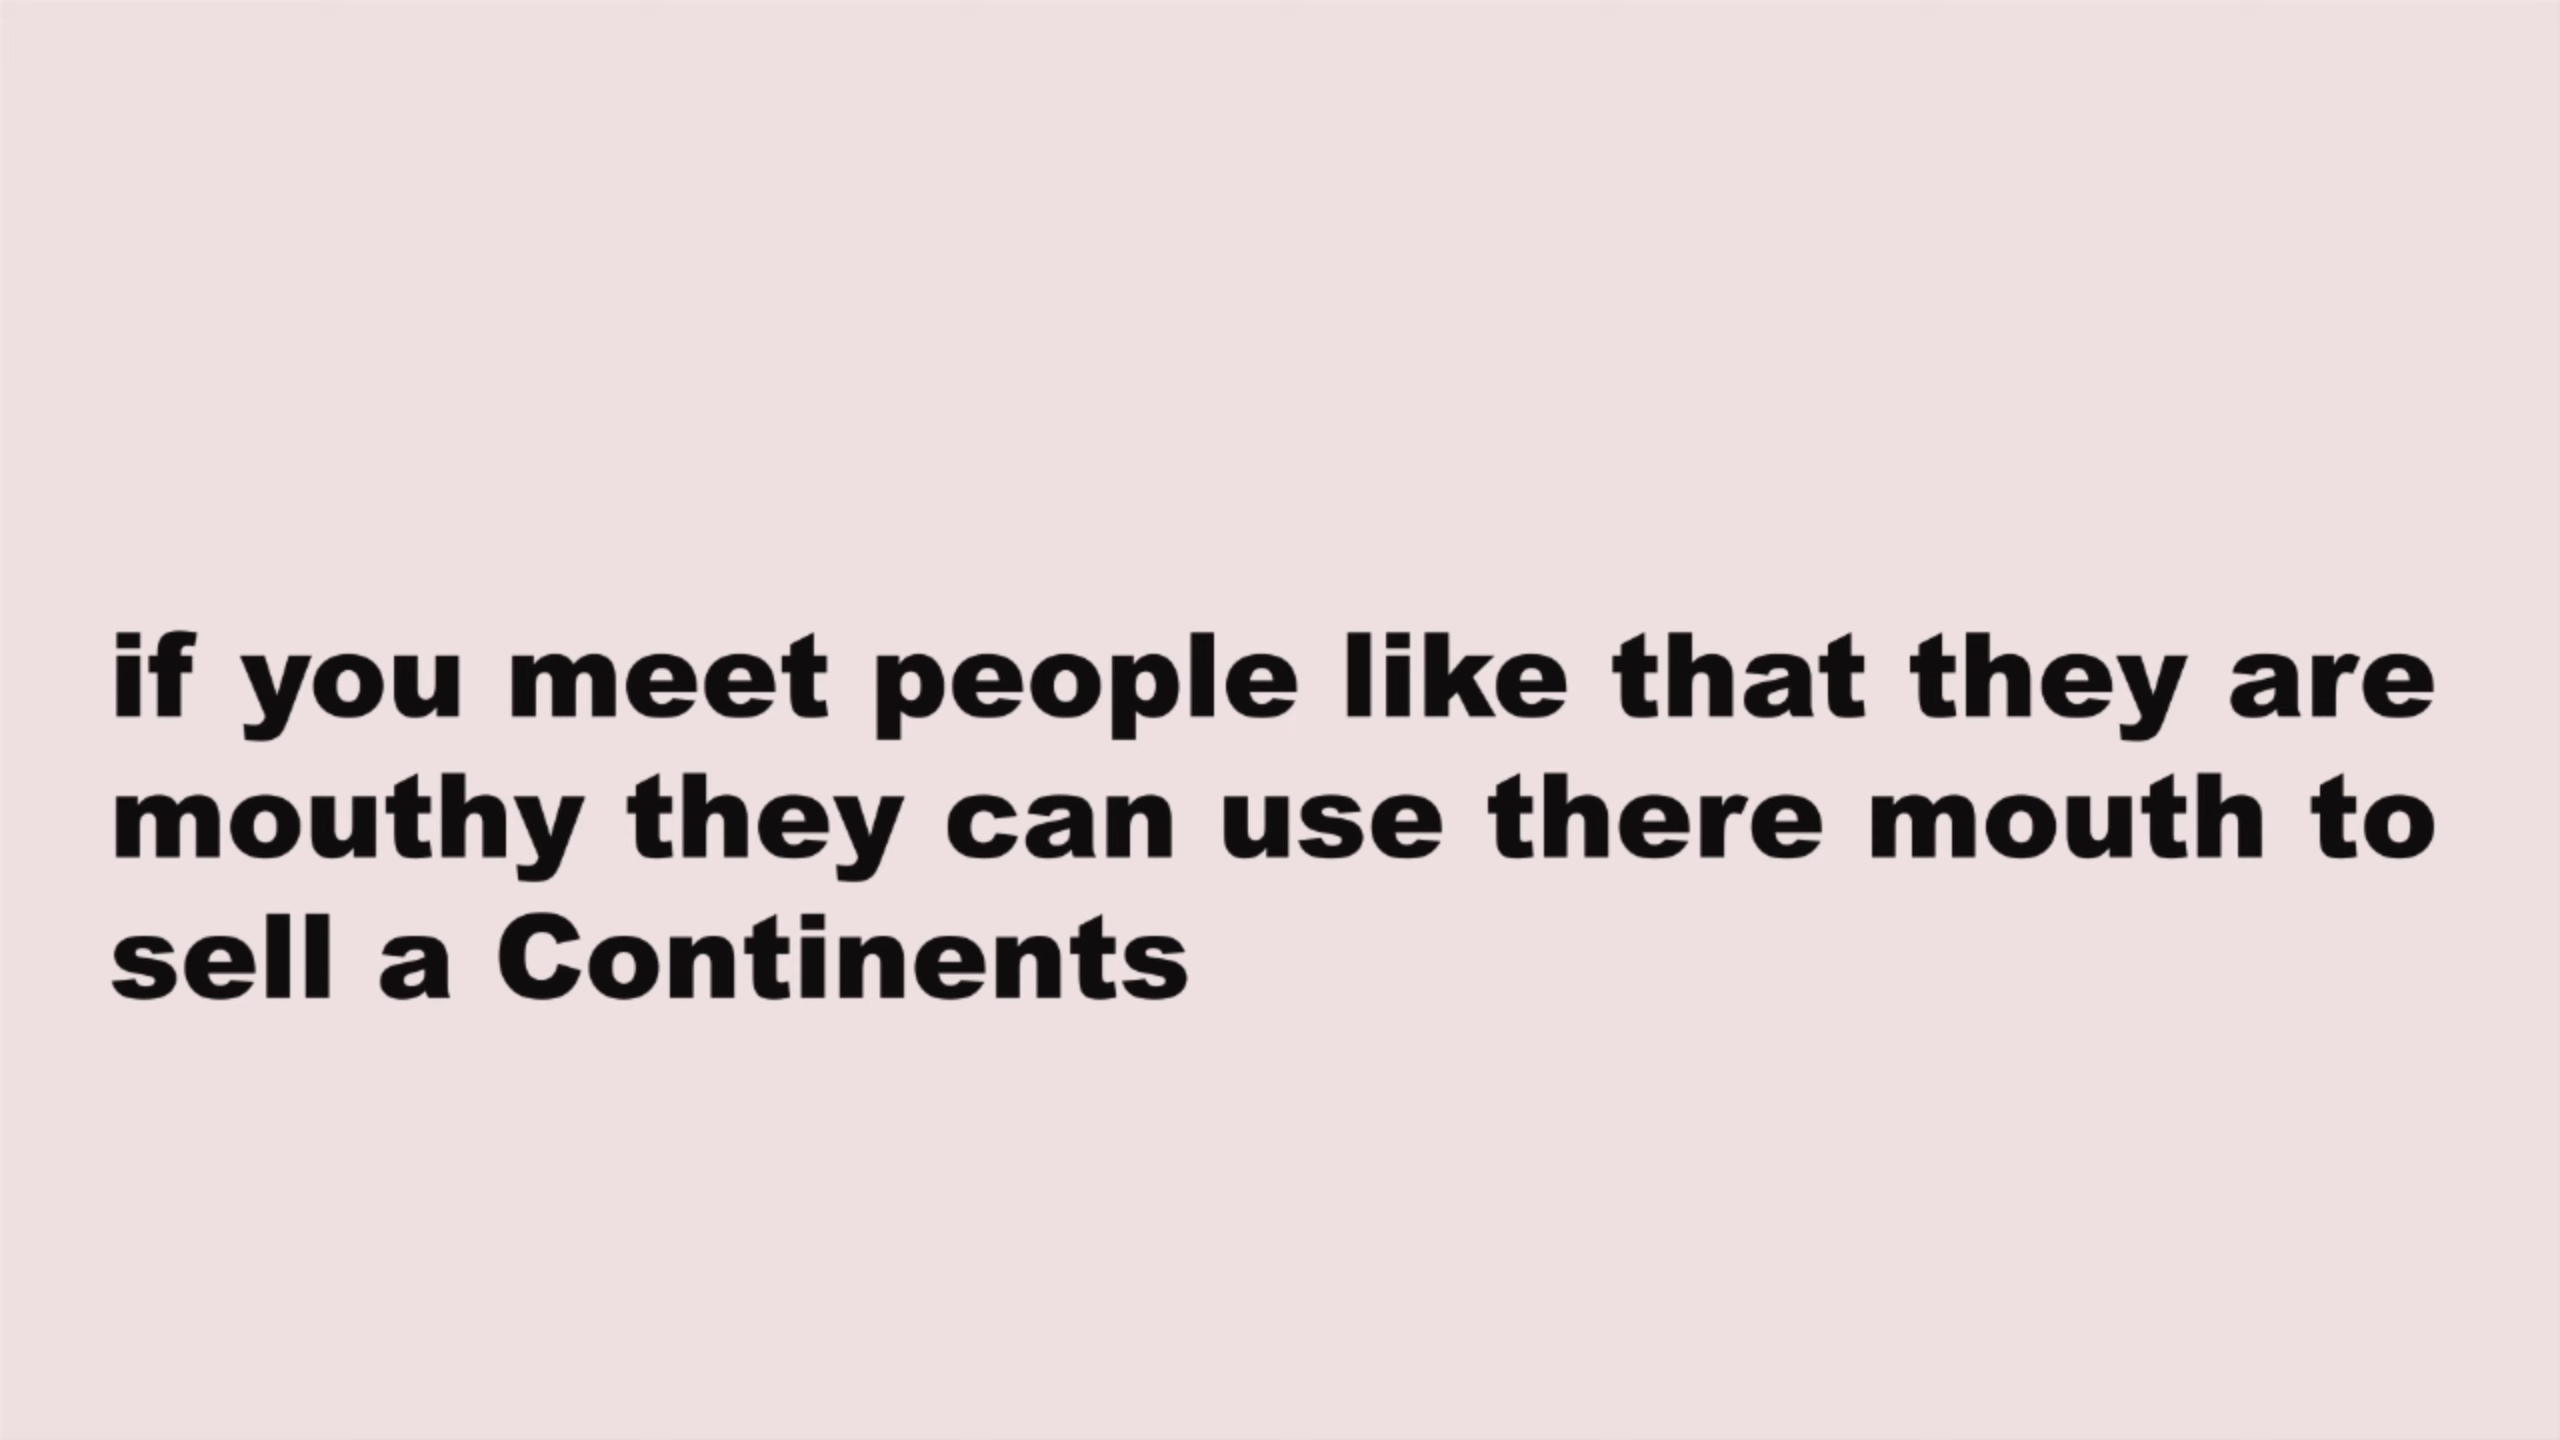 if you meet people like that they are
mouthy they can use there mouth to
sell a Continents